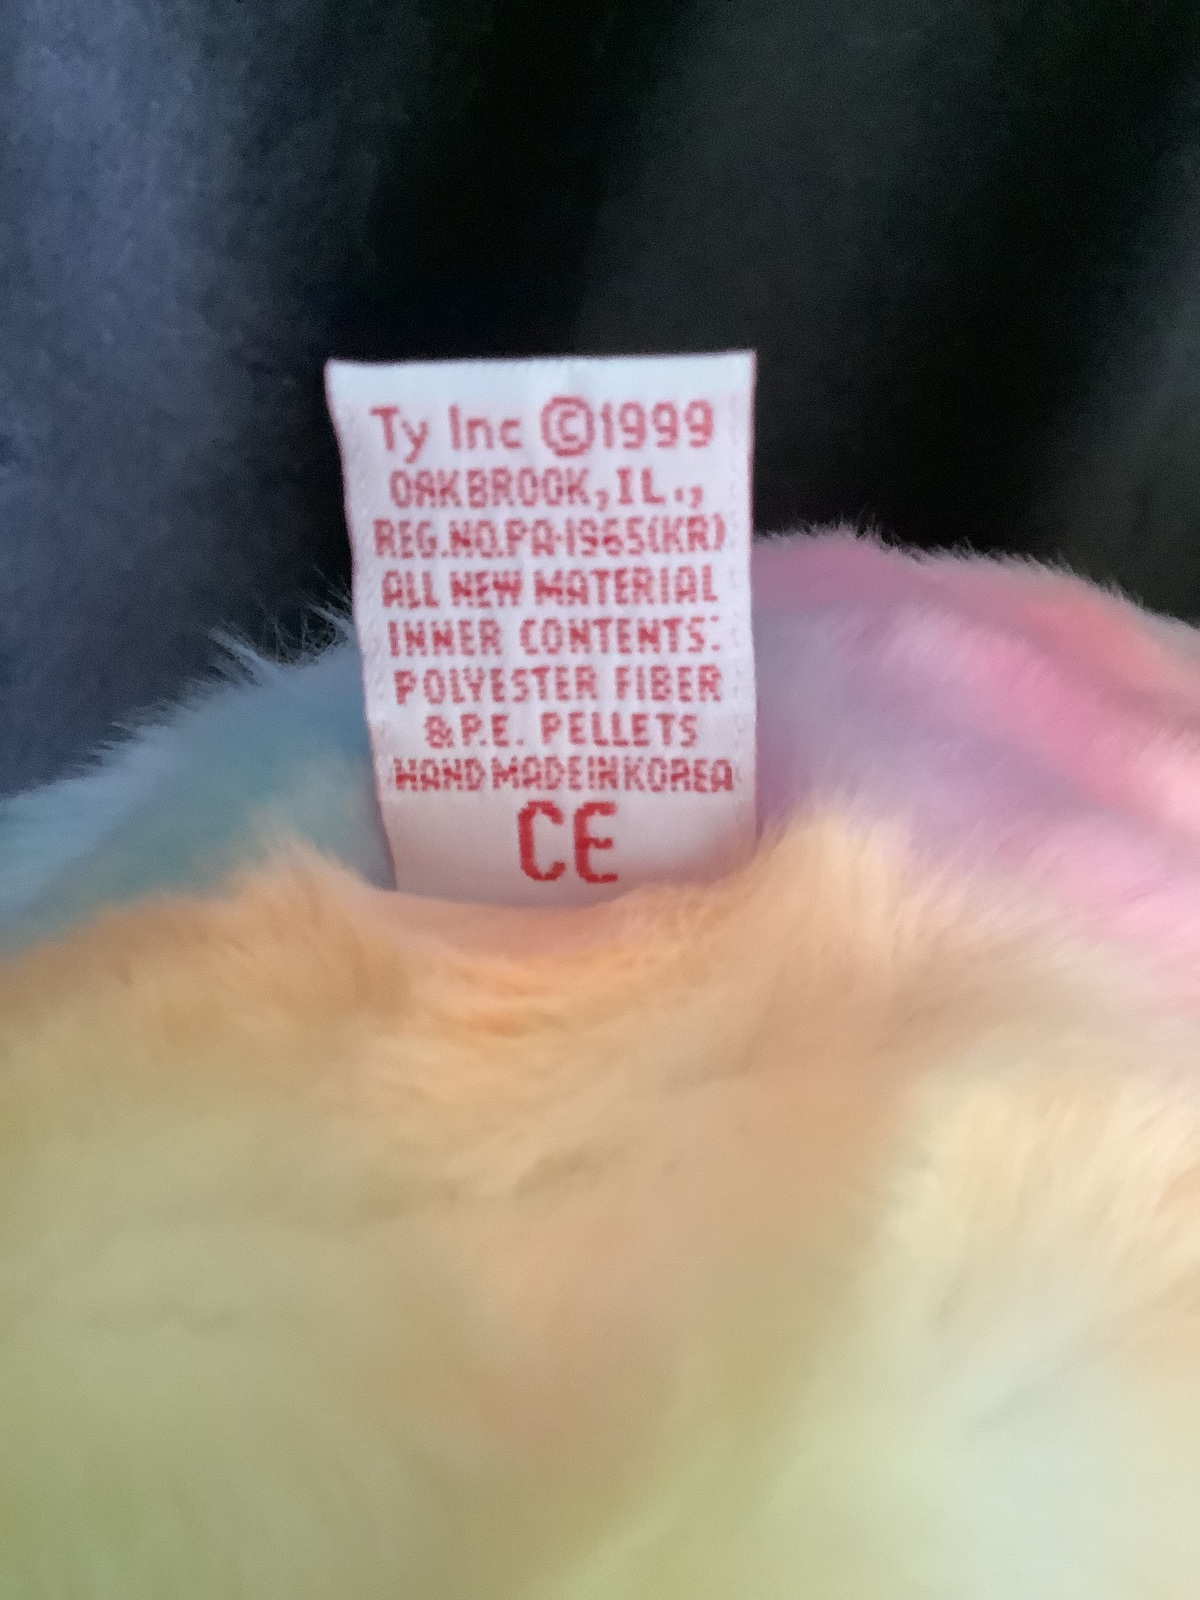 Ty Inc ©1999
OAKBROOK,IL.,
REG.NO.PA-1965(KR)
ALL NEW MATERIAL
INNER CONTENTS:
POLYESTER FIBER
& P.E. PELLETS
HAND MADE IN KOREA
CE